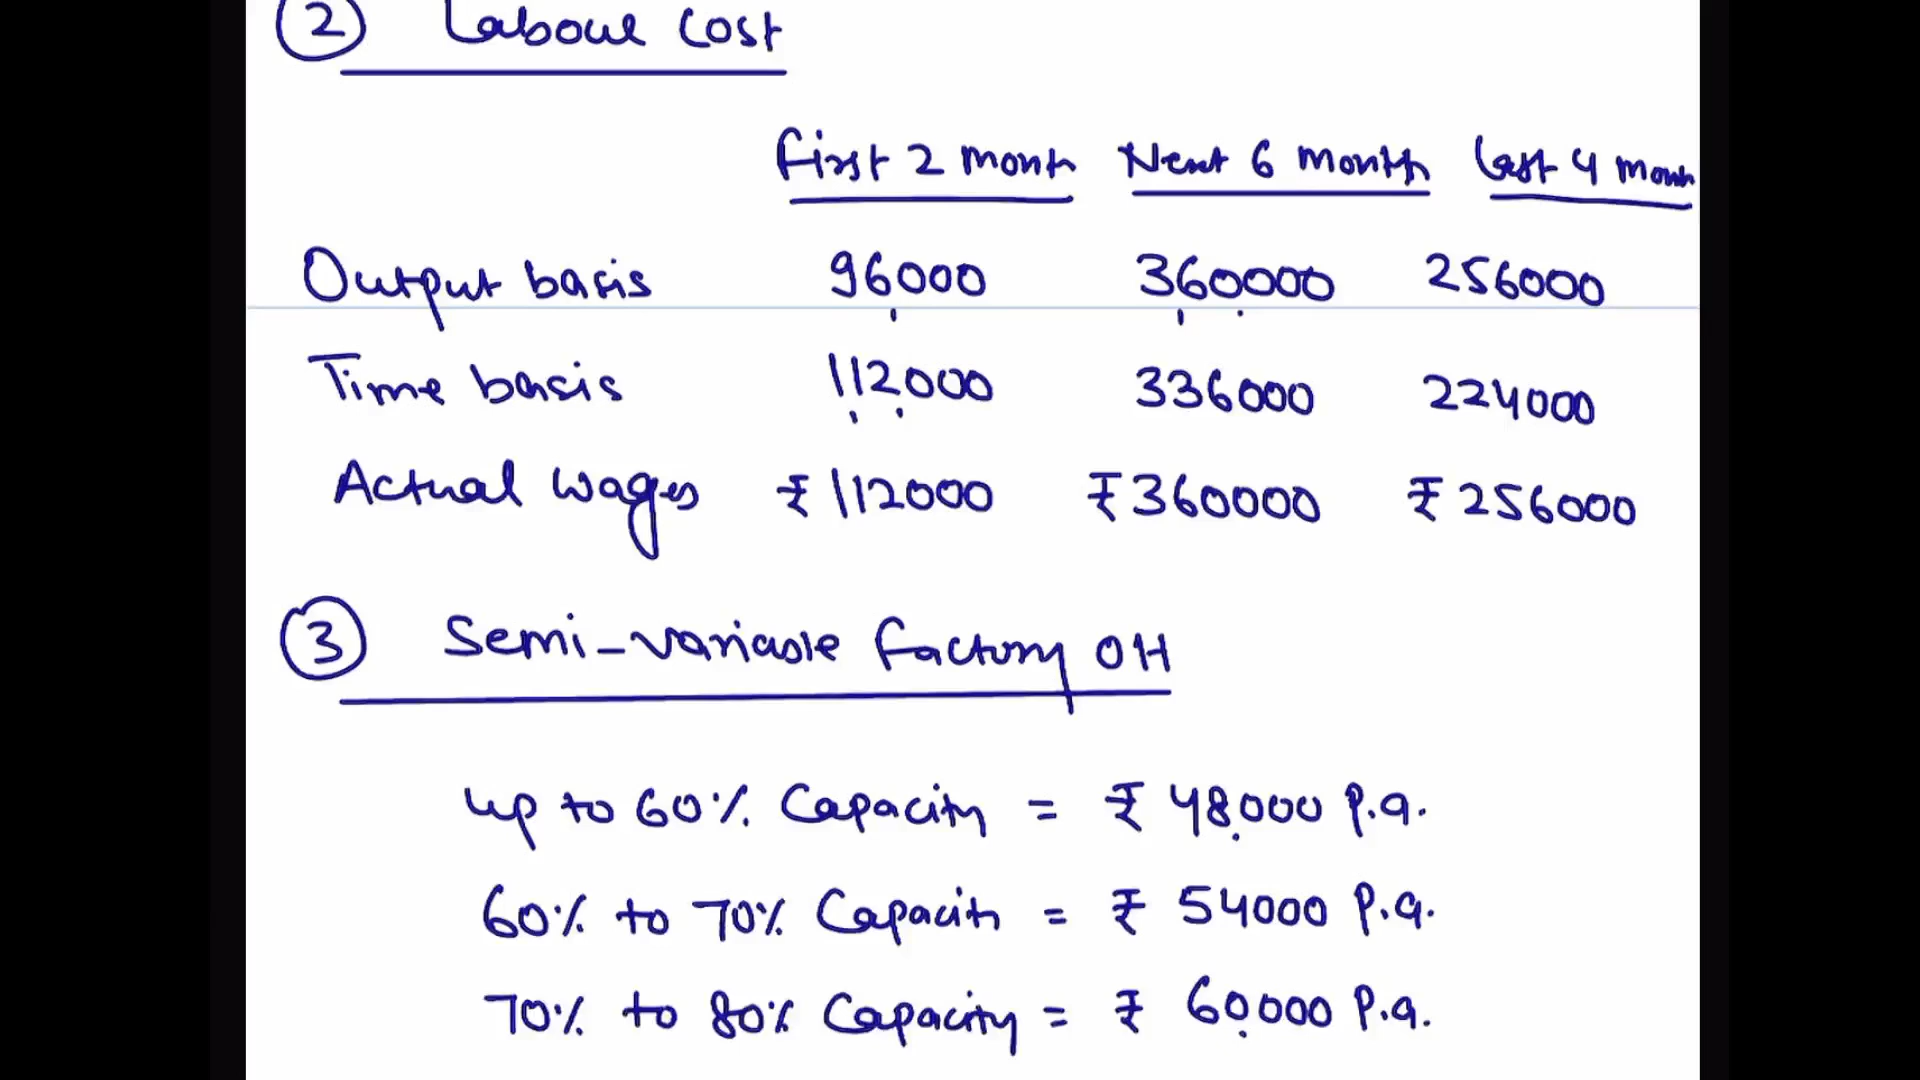 ② Labour Cost
First 2 month Next 6 month Last 4 month
Output basis 96000 360000 256000
Time basis 112000 336000 224000
Actual wages ₹ 112000 ₹ 360000 ₹ 256000
③ Semi-variable Factory OH
up to 60% Capacity = ₹ 48000 p.a.
60% to 70% Capacity = ₹ 54000 p.a.
70% to 80% Capacity = ₹ 60000 p.a.